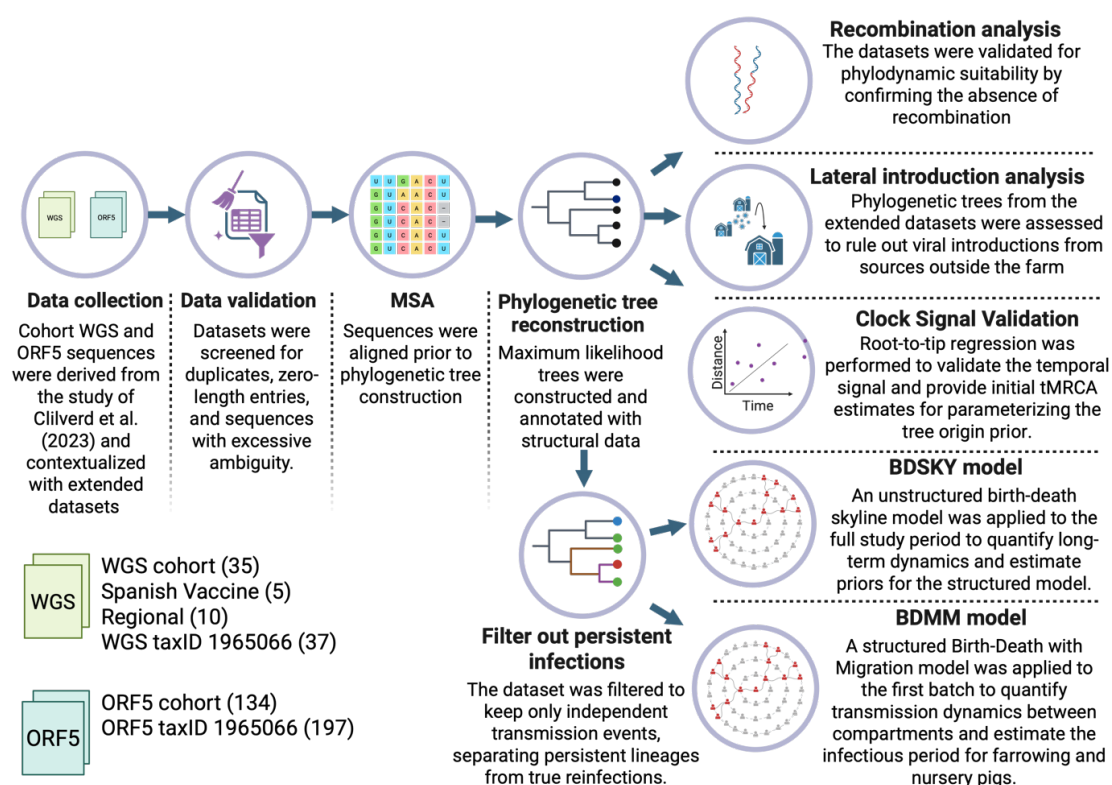 Recombination analysis
The datasets were validated for
phylodynamic suitability by
confirming the absence of
recombination
Lateral introduction analysis
Phylogenetic trees from the
extended datasets were assessed
to rule out viral introductions from
sources outside the farm
WGS
ORF5
U U G A C U
G U A A C U
G U C A C -
G U C A C -
G U C A C U
G U C A C U
Data collection
Cohort WGS and
ORF5 sequences
were derived from
the study of
Clilverd et al.
(2023) and
contextualized
with extended
datasets
Data validation
Datasets were
screened for
duplicates, zero-
length entries,
and sequences
with excessive
ambiguity.
MSA
Sequences were
aligned prior to
phylogenetic tree
construction
Phylogenetic tree
reconstruction
Maximum likelihood
trees were
constructed and
annotated with
structural data
Clock Signal Validation
Root-to-tip regression was
performed to validate the temporal
signal and provide initial tMRCA
estimates for parameterizing the
tree origin prior.
Distance
Time
BDSKY model
An unstructured birth-death
skyline model was applied to the
full study period to quantify long-
term dynamics and estimate
priors for the structured model.
Filter out persistent
infections
The dataset was filtered to
keep only independent
transmission events,
separating persistent lineages
from true reinfections.
BDMM model
A structured Birth-Death with
Migration model was applied to
the first batch to quantify
transmission dynamics between
compartments and estimate the
infectious period for farrowing and
nursery pigs.
WGS
WGS cohort (35)
Spanish Vaccine (5)
Regional (10)
WGS taxID 1965066 (37)
ORF5
ORF5 cohort (134)
ORF5 taxID 1965066 (197)